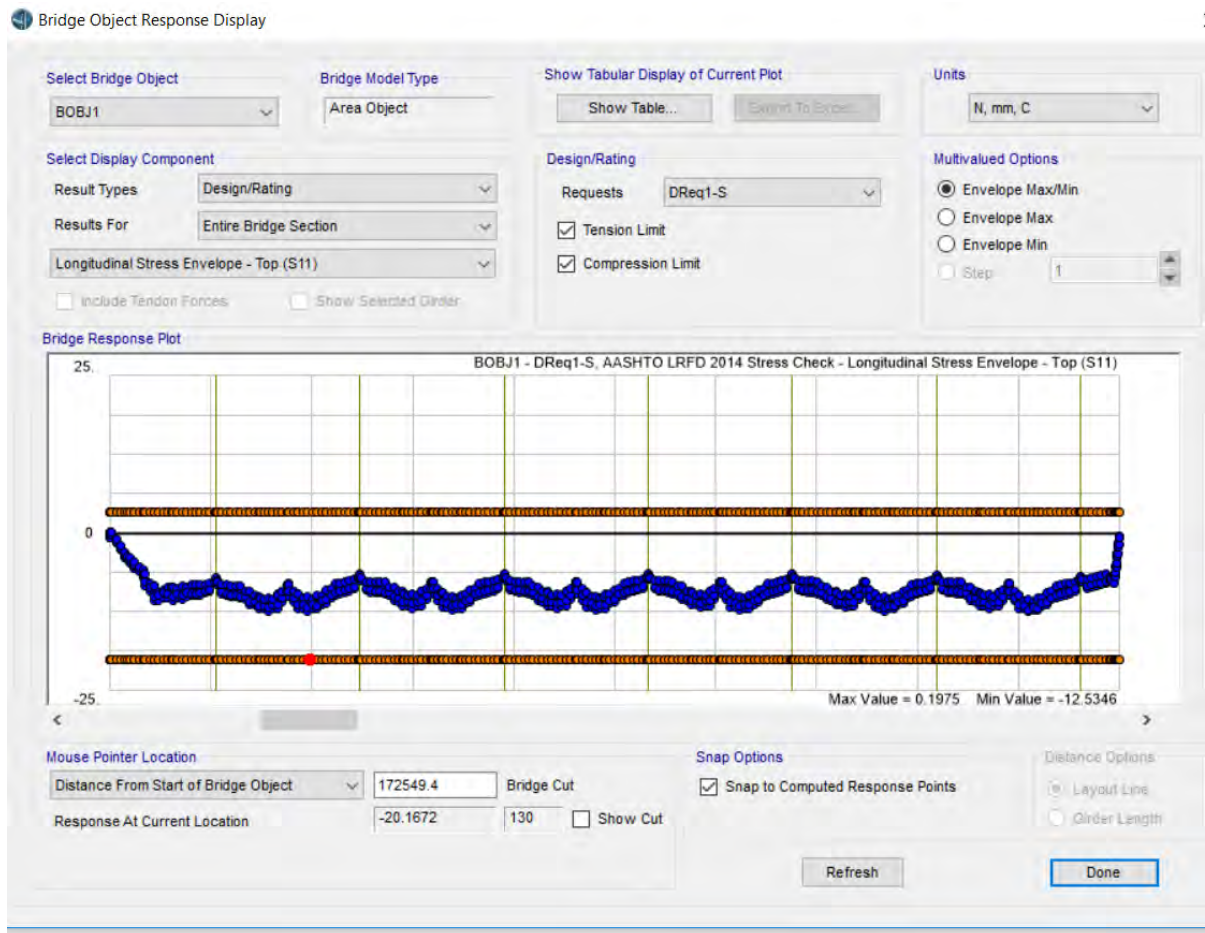 Bridge Object Response Display
Select Bridge Object
BOBJ1
Bridge Model Type
Area Object
Show Tabular Display of Current Plot
Show Table...
Export To Excel...
Units
N, mm, C
Select Display Component
Result Types
Design/Rating
Results For
Entire Bridge Section
Longitudinal Stress Envelope - Top (S11)
Include Tendon Forces
Show Selected Girder
Design/Rating
Requests
DReq1-S
Tension Limit
Compression Limit
Multivalued Options
Envelope Max/Min
Envelope Max
Envelope Min
Step
1
Bridge Response Plot
BOBJ1 - DReq1-S, AASHTO LRFD 2014 Stress Check - Longitudinal Stress Envelope - Top (S11)
25.
0
-25.
Max Value = 0.1975 Min Value = -12.5346
Mouse Pointer Location
Distance From Start of Bridge Object
172549.4
Bridge Cut
Response At Current Location
-20.1672
130
Show Cut
Snap Options
Snap to Computed Response Points
Distance Options
Layout Line
Girder Length
Refresh
Done